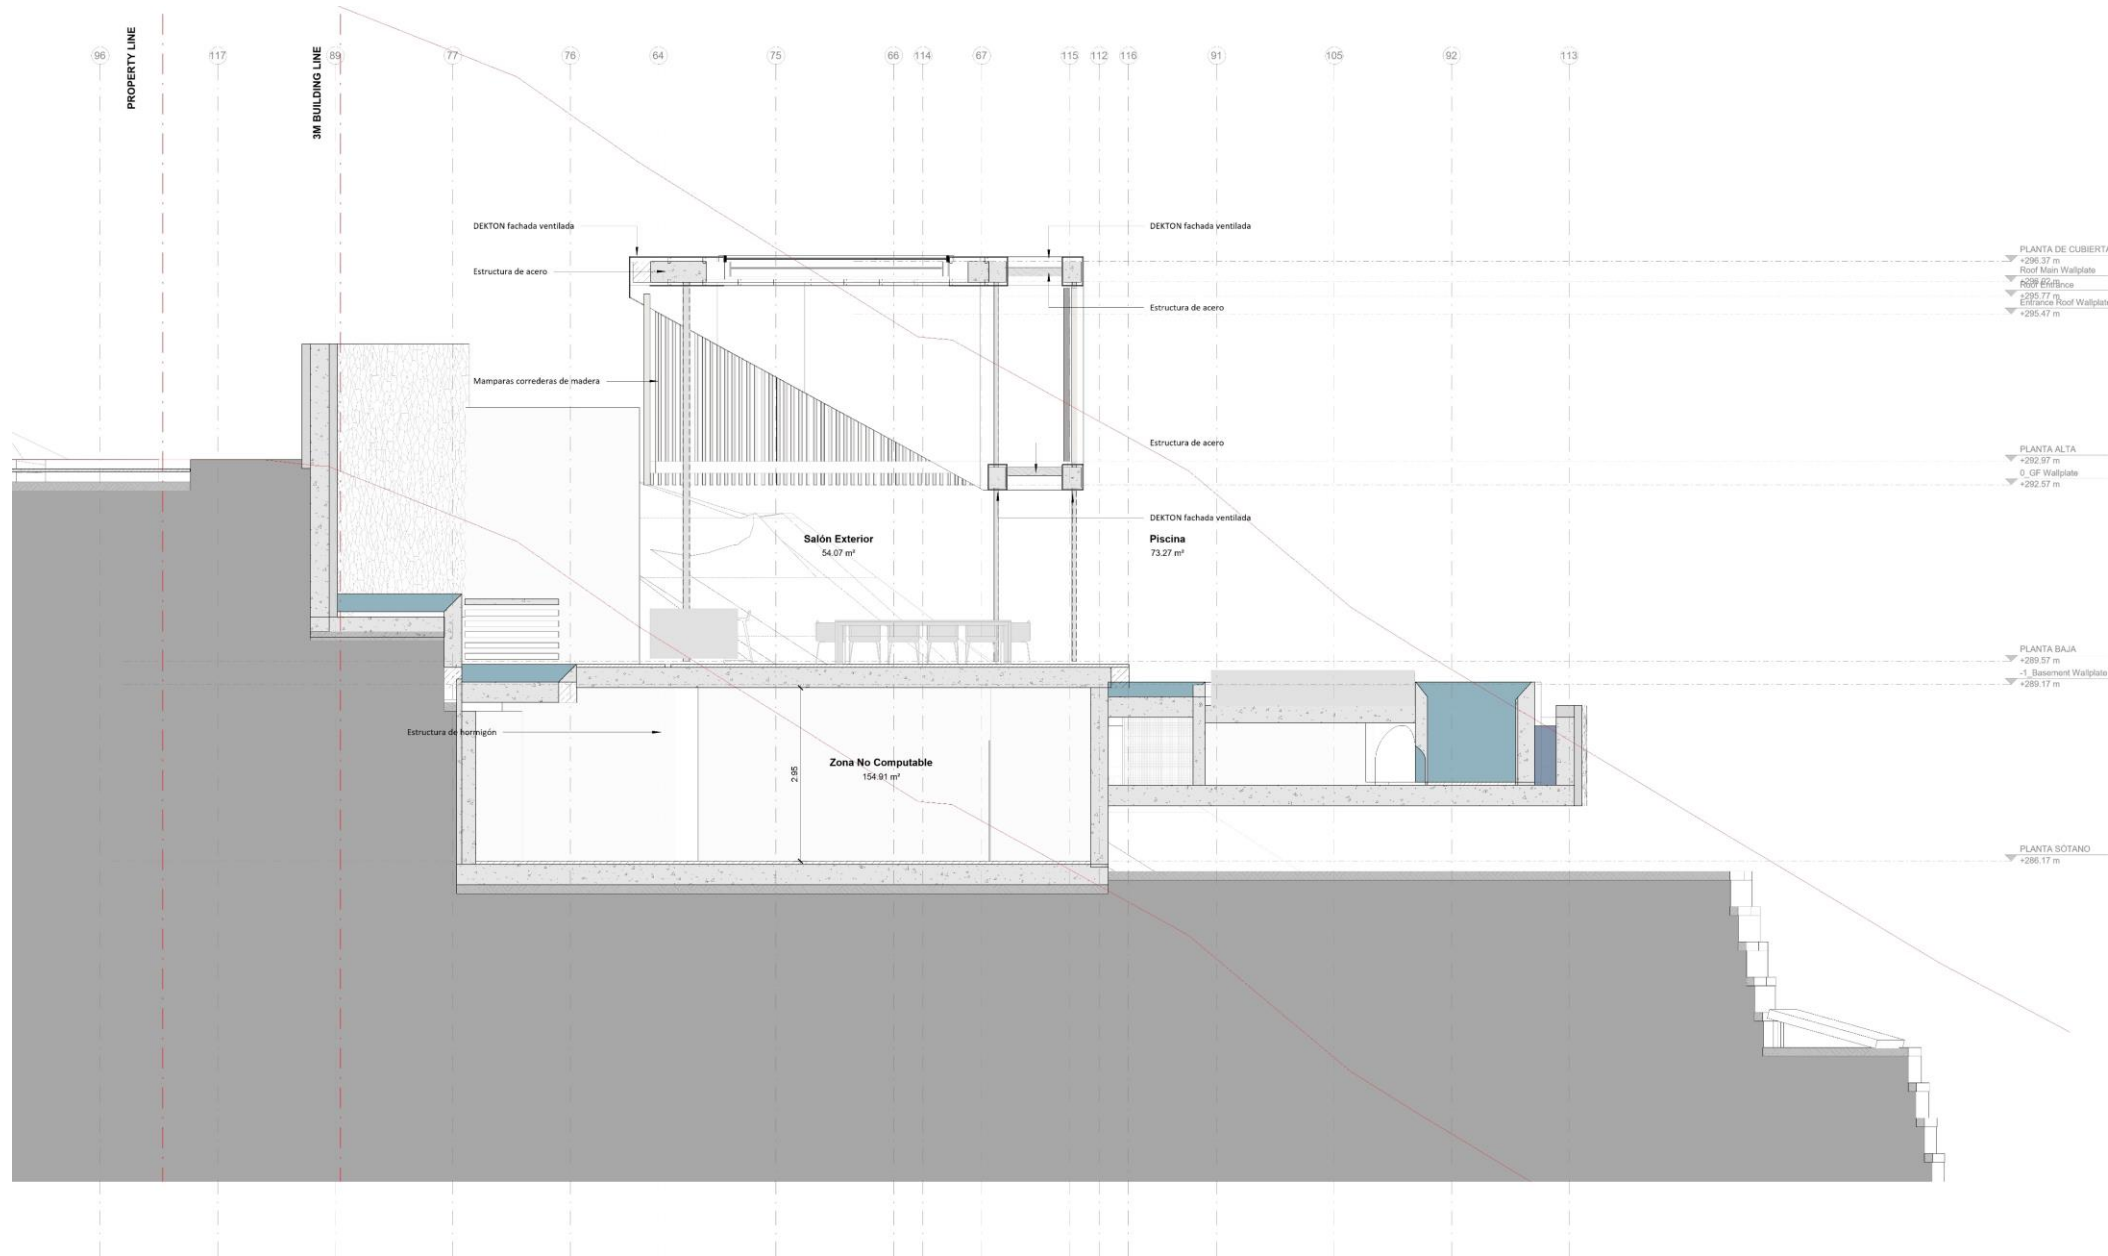 PROPERTY LINE
3M BUILDING LINE
96
117
89
77
76
64
75
66
114
67
115
112
116
91
105
92
113
DEKTON fachada ventilada
DEKTON fachada ventilada
Estructura de acero
Estructura de acero
Mamparas correderas de madera
Estructura de acero
DEKTON fachada ventilada
Salón Exterior
54.07 m²
Piscina
73.27 m²
Estructura de hormigón
Zona No Computable
154.91 m²
2.95
PLANTA DE CUBIERTA
+296.37 m
Roof Main Wallplate
Roof Entrance
+295.77 m
Entrance Roof Wallplate
+295.47 m
PLANTA ALTA
+292.97 m
0_GF Wallplate
+292.57 m
PLANTA BAJA
+289.57 m
-1_Basement Wallplate
+289.17 m
PLANTA SÓTANO
+286.17 m